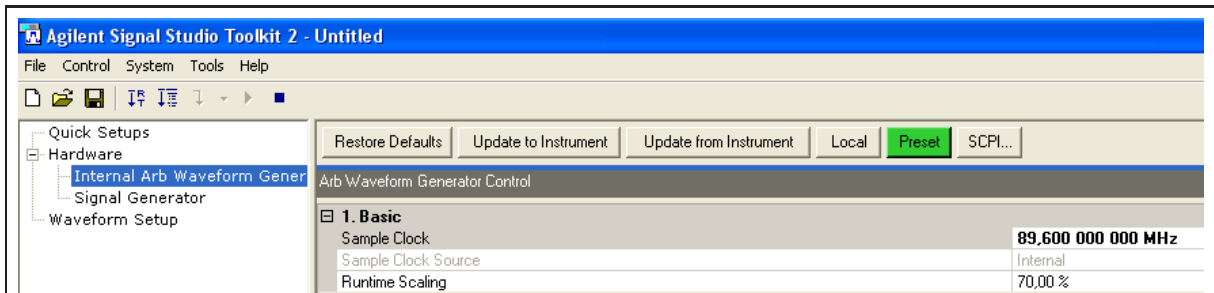 Agilent Signal Studio Toolkit 2 - Untitled
File Control System Tools Help
Quick Setups
Hardware
Internal Arb Waveform Gener
Signal Generator
Waveform Setup
Restore Defaults Update to Instrument Update from Instrument Local Preset SCPI...
Arb Waveform Generator Control
1. Basic
Sample Clock 89,600 000 000 MHz
Sample Clock Source Internal
Runtime Scaling 70,00 %